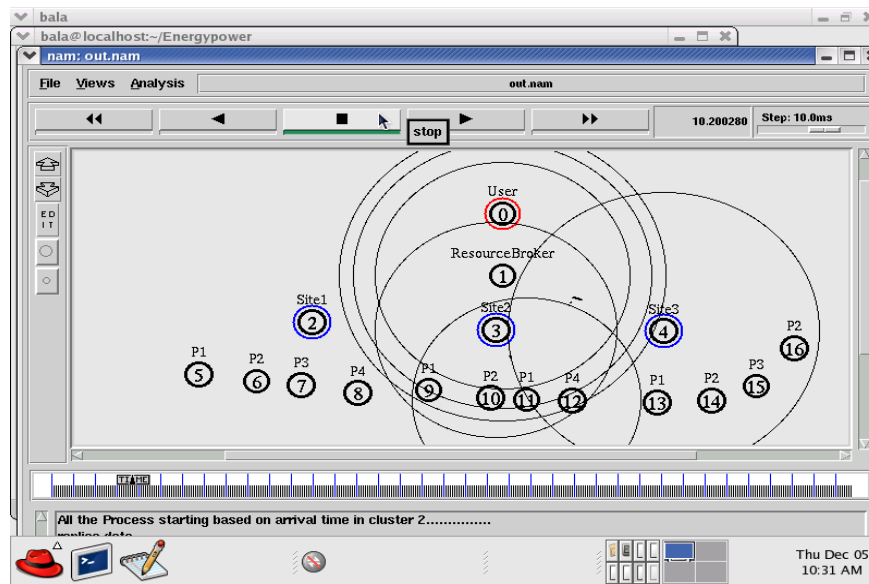 bala
bala@localhost:~/Energypower
nam: out.nam
File Views Analysis out.nam
10.200280 Step: 10.0ms
stop
E D
I T
User
0
ResourceBroker
1
Site1 Site2 Site3
2 3 4
P2
16
P1 P2 P3 P4 P1 P2 P1 P4 P1 P2 P3
5 6 7 8 9 10 11 12 13 14 15
TIME
All the Process starting based on arrival time in cluster 2...............
Thu Dec 05
10:31 AM